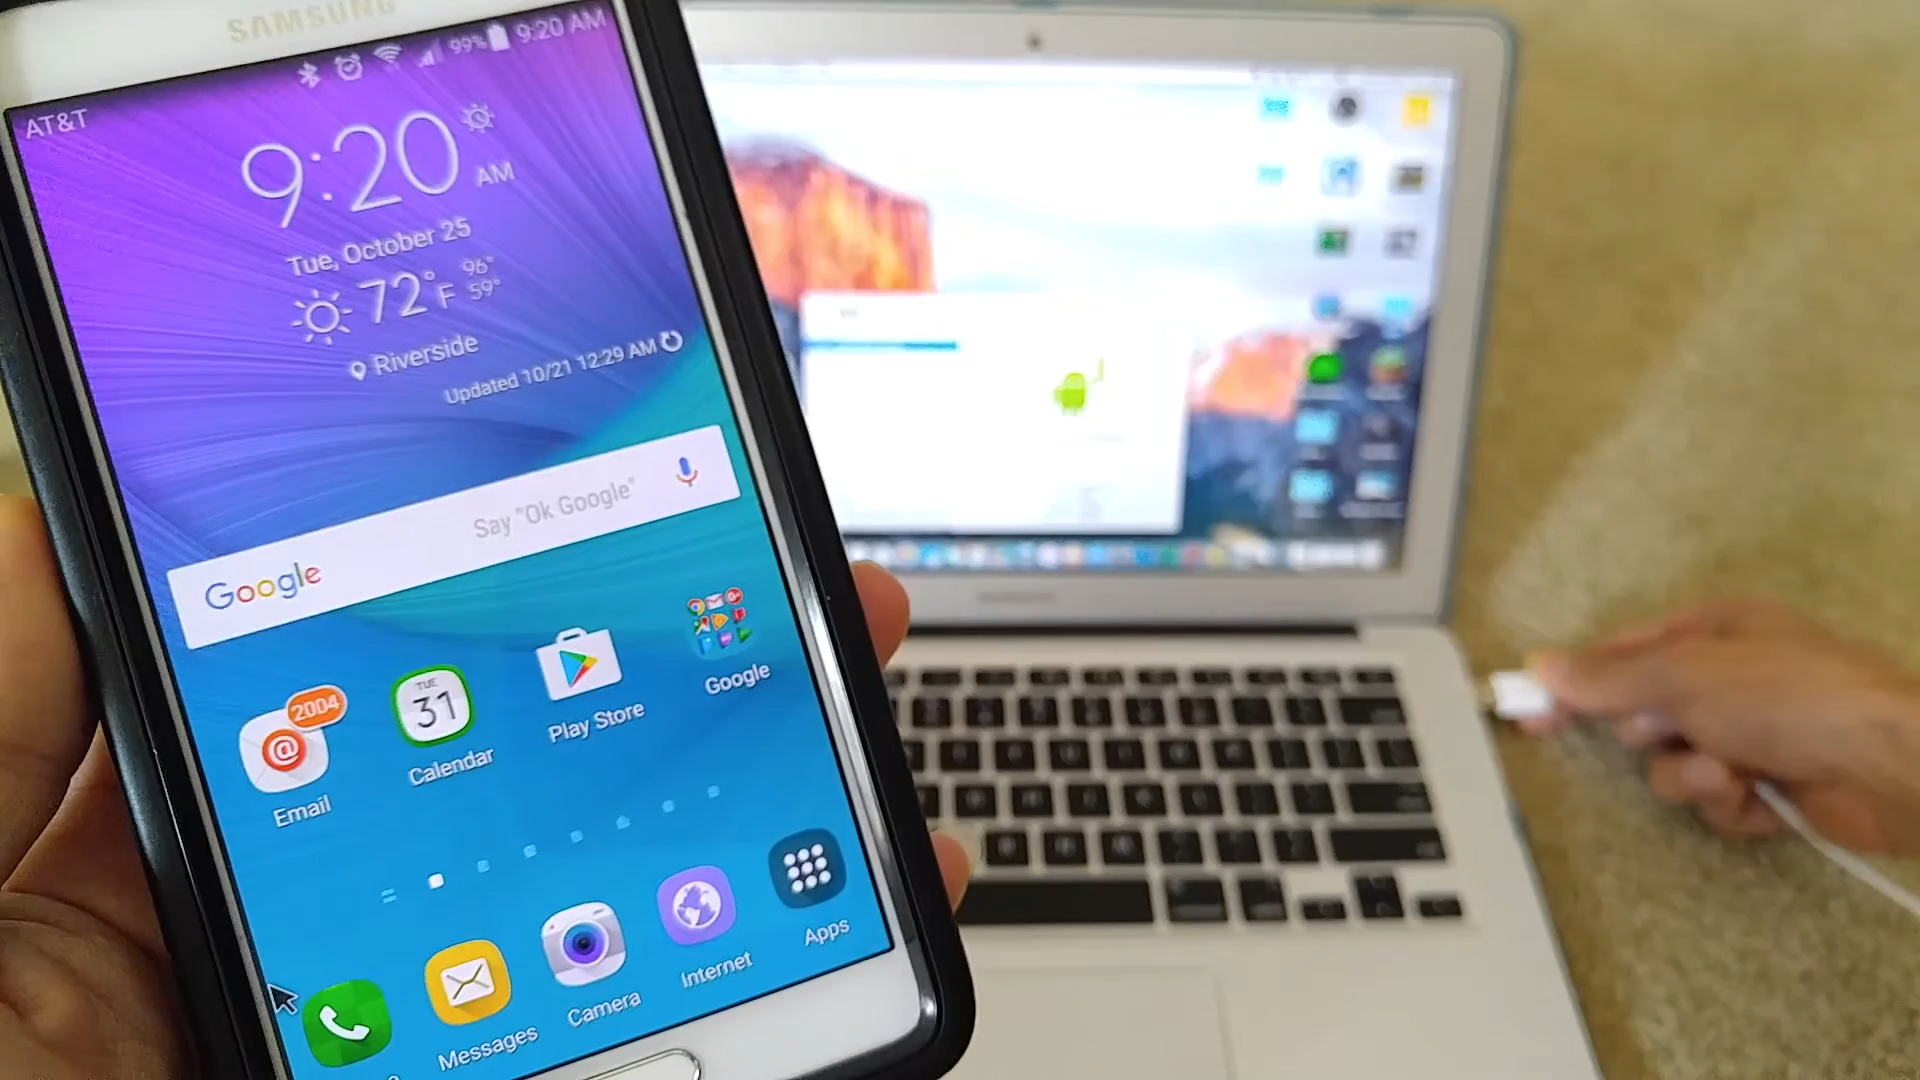 SAMSUNG
99% 9:20 AM
AT&T
9:20 AM
Tue, October 25
72°F 96° 59°
Riverside
Updated 10/21 12:29 AM
Google Say "Ok Google"
2004
TUE
31
Email
Calendar
Play Store
Google
Messages
Camera
Internet
Apps